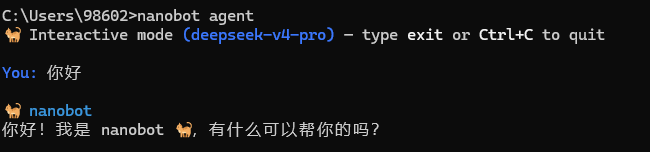 C:\Users\98602>nanobot agent
🐈 Interactive mode (deepseek-v4-pro) — type exit or Ctrl+C to quit
You: 你好
🐈 nanobot
你好！我是 nanobot 🐈，有什么可以帮你的吗？